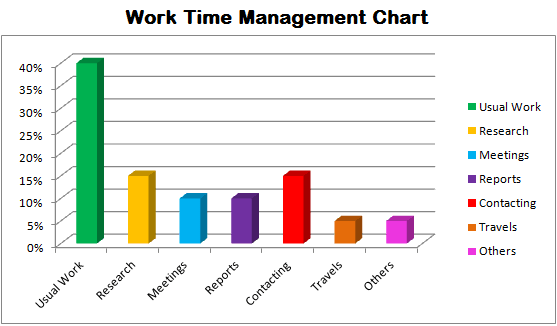 Work Time Management Chart
40%
35%
30%
25%
20%
15%
10%
5%
0%
Usual Work
Research
Meetings
Reports
Contacting
Travels
Others
Usual Work
Research
Meetings
Reports
Contacting
Travels
Others